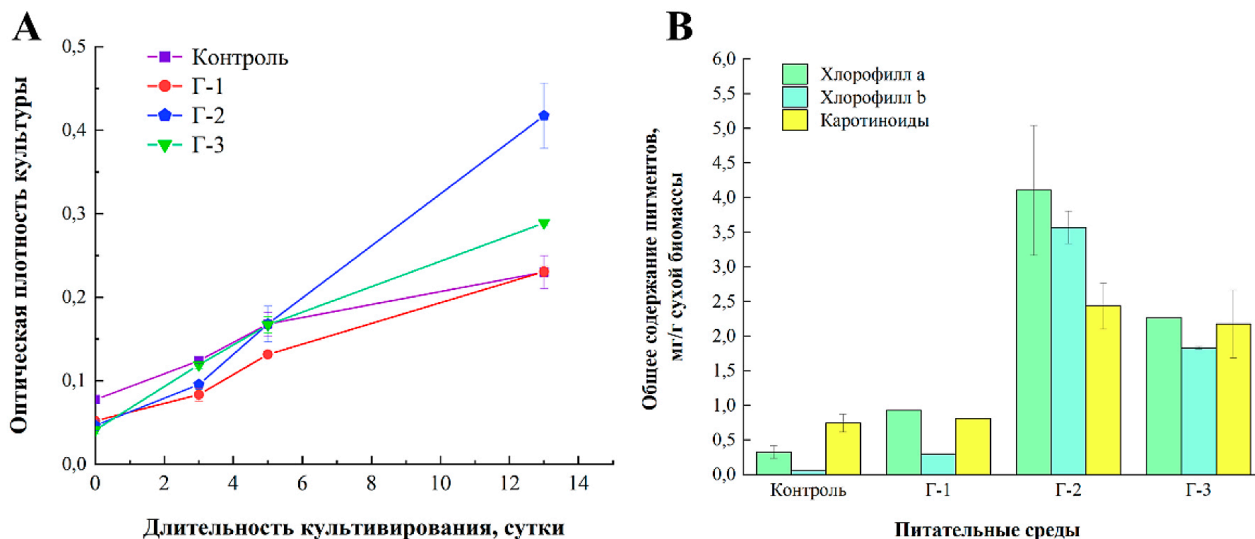 A
Оптическая плотность культуры
0,5
0,4
0,3
0,2
0,1
0,0
Контроль
Г-1
Г-2
Г-3
0 2 4 6 8 10 12 14
Длительность культивирования, сутки
B
Общее содержание пигментов,
мг/г сухой биомассы
6,0
5,5
5,0
4,5
4,0
3,5
3,0
2,5
2,0
1,5
1,0
0,5
0,0
Хлорофилл a
Хлорофилл b
Каротиноиды
Контроль Г-1 Г-2 Г-3
Питательные среды